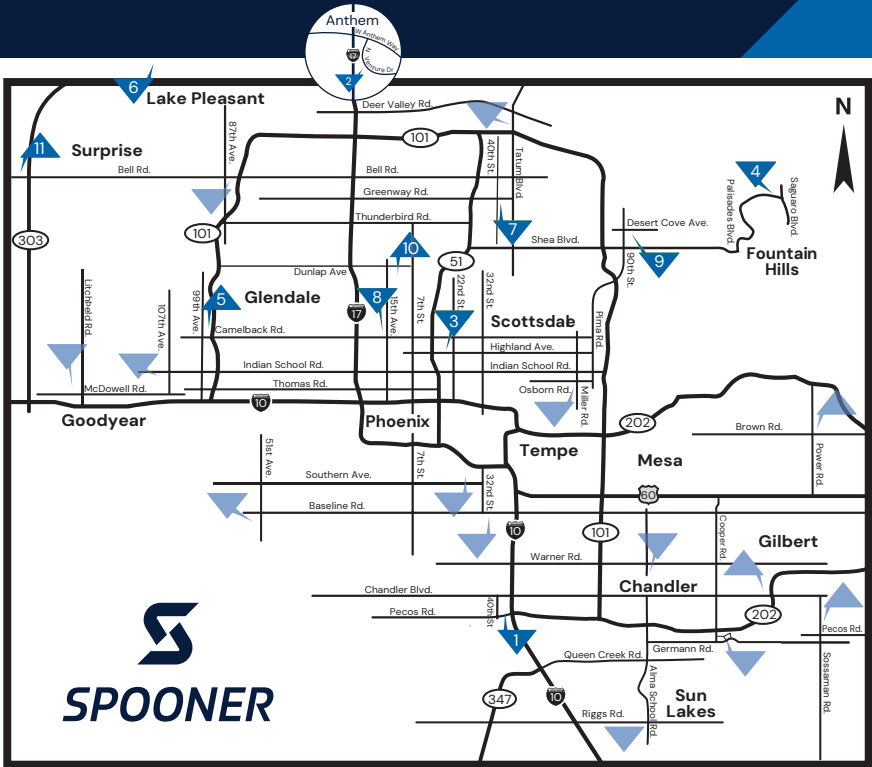 Anthem
W Anthem Way
17
N Venture Dr.
2
6
Lake Pleasant
Deer Valley Rd.
N
11
Surprise
87th Ave.
101
40th St.
Tatum Blvd.
Bell Rd.
Bell Rd.
Greenway Rd.
4
Palisades Blvd.
Saguaro Blvd.
Thunderbird Rd.
303
101
10
7
Desert Cove Ave.
Shea Blvd.
51
9
90th St.
Fountain
Hills
Dunlap Ave
Litchfield Rd.
107th Ave.
99th Ave.
5
Glendale
17
8
15th Ave.
7th St.
22nd St.
32nd St.
3
Scottsdale
Pima Rd.
Camelback Rd.
Highland Ave.
Indian School Rd.
Indian School Rd.
Thomas Rd.
Osborn Rd.
Miller Rd.
McDowell Rd.
10
Goodyear
Phoenix
202
Brown Rd.
Power Rd.
Tempe
Mesa
51st Ave.
7th St.
32nd St.
Southern Ave.
60
Baseline Rd.
10
101
Cooper Rd.
Gilbert
Warner Rd.
Chandler
Chandler Blvd.
40th St
Pecos Rd.
202
Pecos Rd.
1
Germann Rd.
Queen Creek Rd.
Alma School Rd.
Sossaman Rd.
347
10
Sun
Lakes
Riggs Rd.
SPOONER